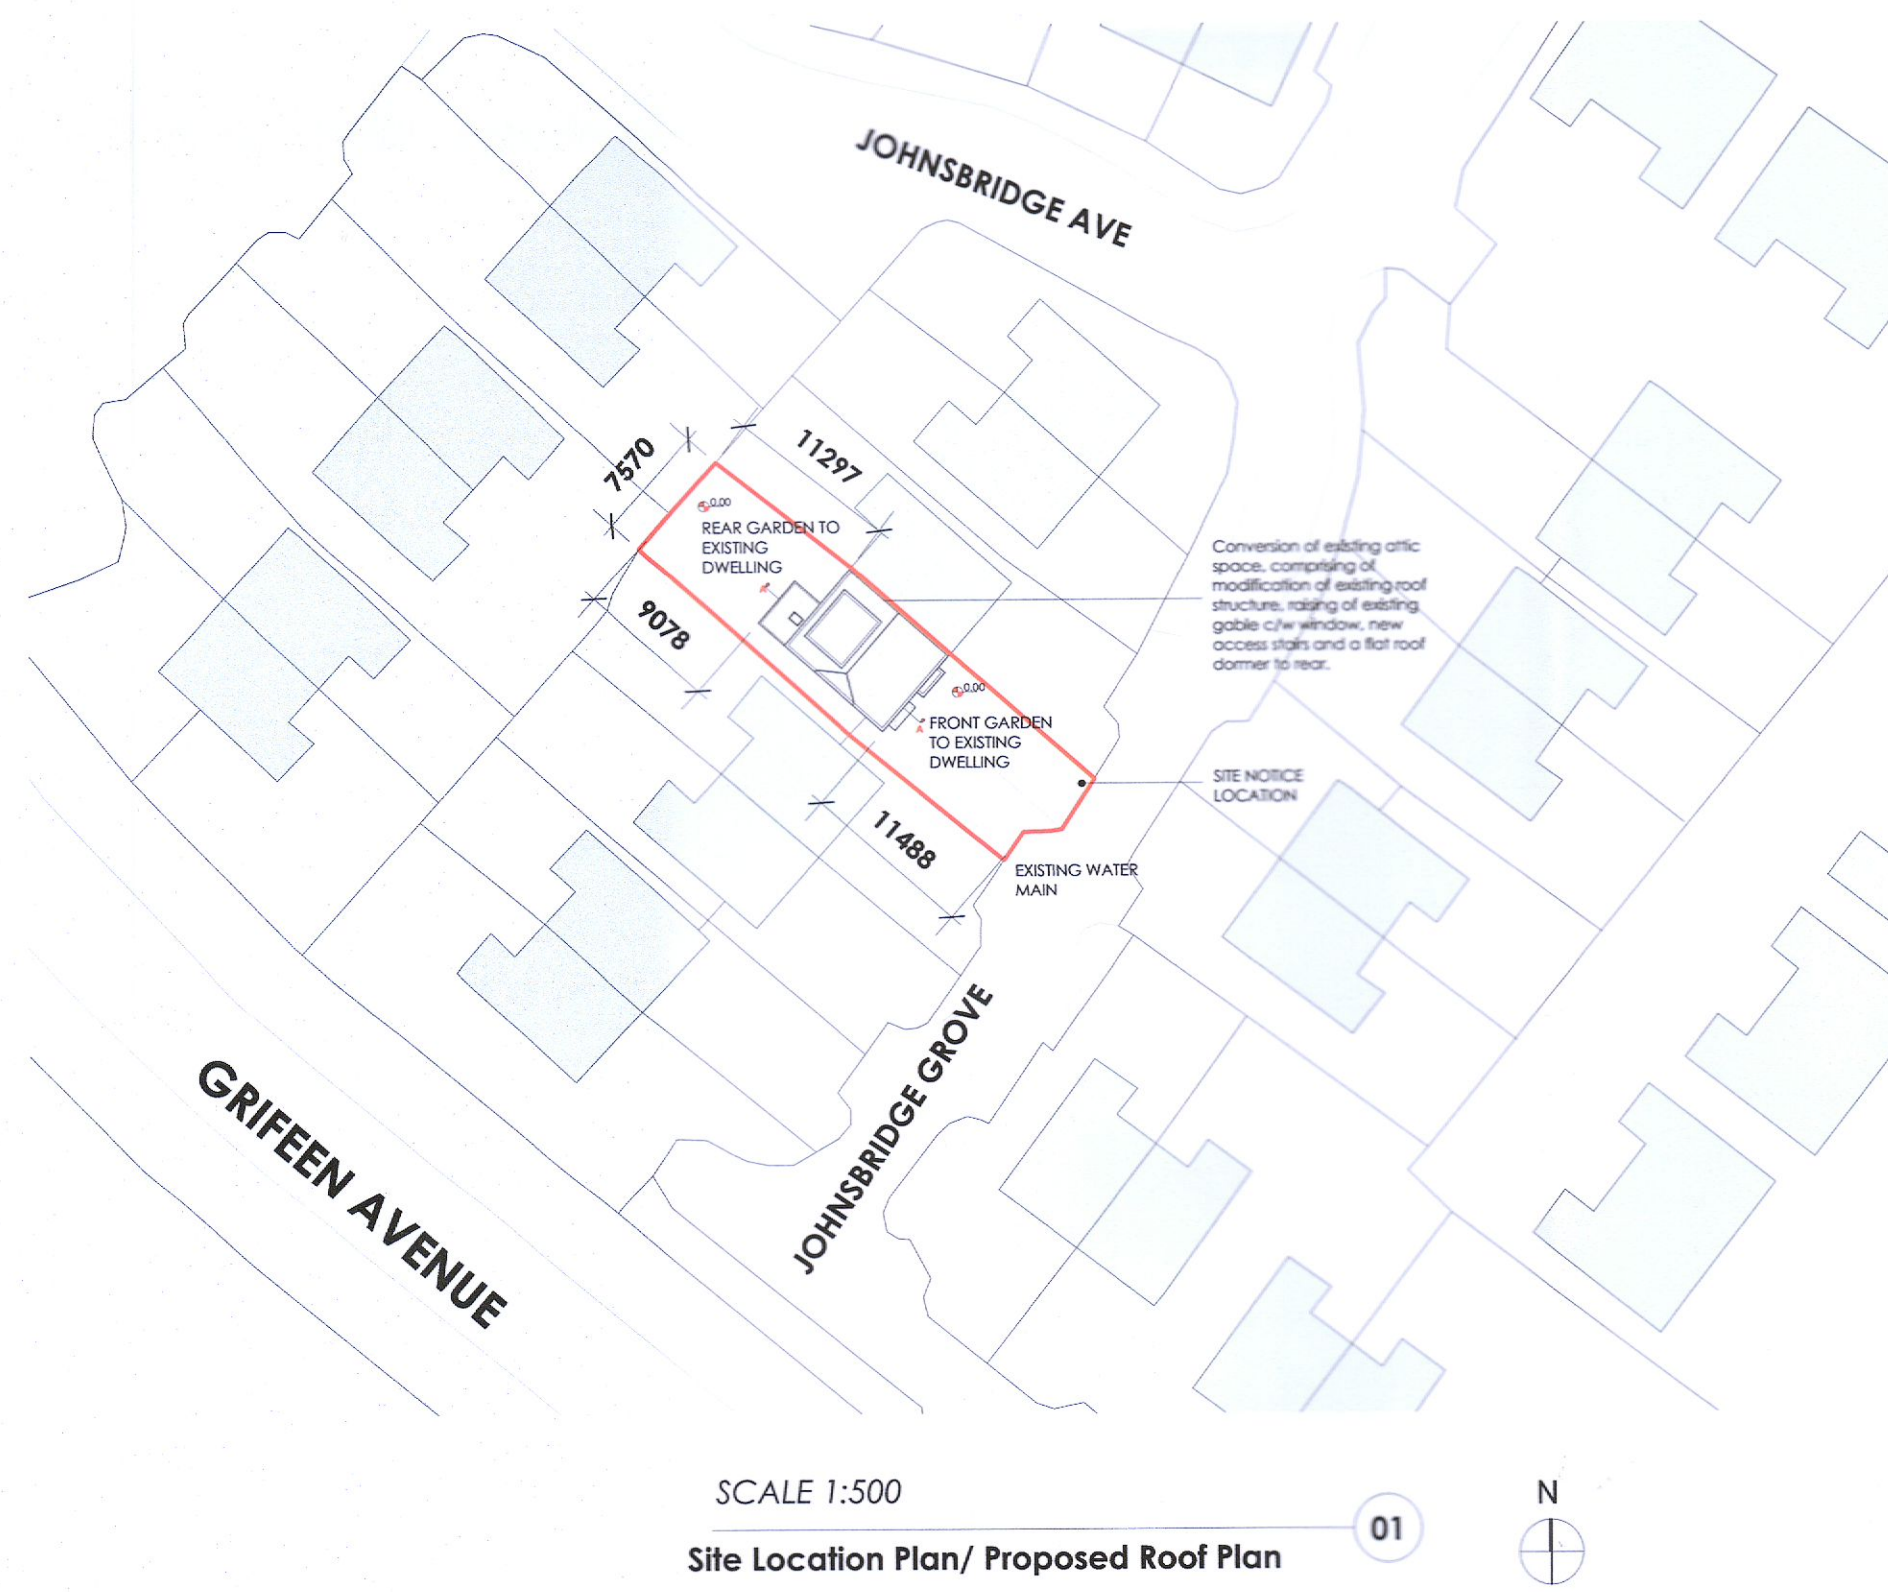 JOHNSBRIDGE AVE
7570
11297
0.00
REAR GARDEN TO
EXISTING
DWELLING
A
9078
Conversion of existing attic
space, comprising of
modification of existing roof
structure, raising of existing
gable c/w window, new
access stairs and a flat roof
dormer to rear.
0.00
A
FRONT GARDEN
TO EXISTING
DWELLING
SITE NOTICE
LOCATION
11488
EXISTING WATER
MAIN
JOHNSBRIDGE GROVE
GRIFEEN AVENUE
SCALE 1:500
01
Site Location Plan/ Proposed Roof Plan
N